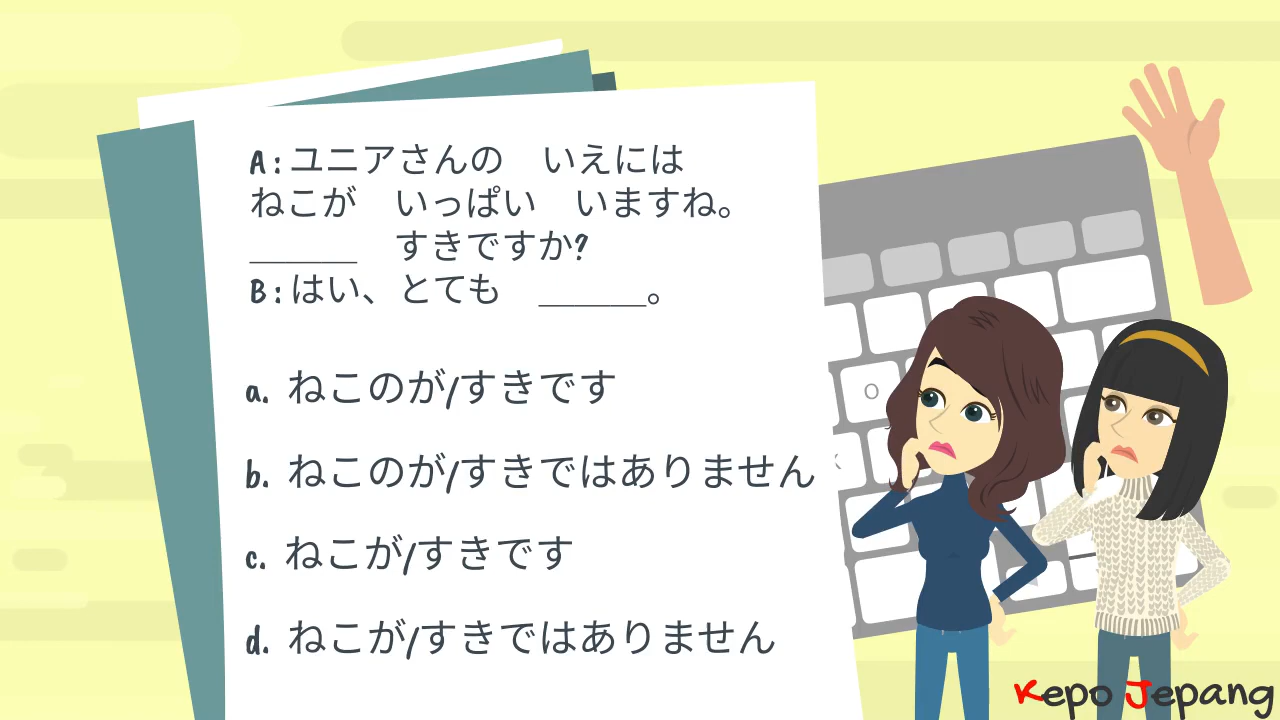 A : ユニアさんの　いえには
ねこが　いっぱい　いますね。
______　すきですか?
B : はい、とても　______。
a. ねこのが/すきです
b. ねこのが/すきではありません
c. ねこが/すきです
d. ねこが/すきではありません
O
Kepo Jepang